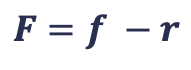 F = f − r